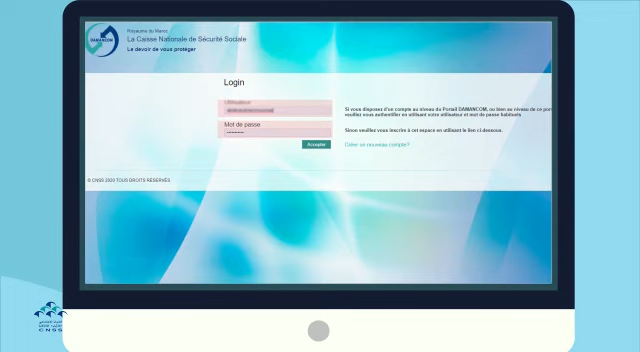 Royaume du Maroc
La Caisse Nationale de Sécurité Sociale
Le devoir de vous protéger
DAMANCOM
Login
Utilisateur
Mot de passe
Accepter
Si vous disposez d'un compte au niveau du Portail DAMANCOM, ou bien au niveau de ce por
veuillez vous authentifier en utilisant votre utilisateur et mot de passe habituels
Sinon veuillez vous inscrire à cet espace en utilisant le lien ci dessous.
Créer un nouveau compte?
© CNSS 2020 TOUS DROITS RÉSERVÉS
CNSS